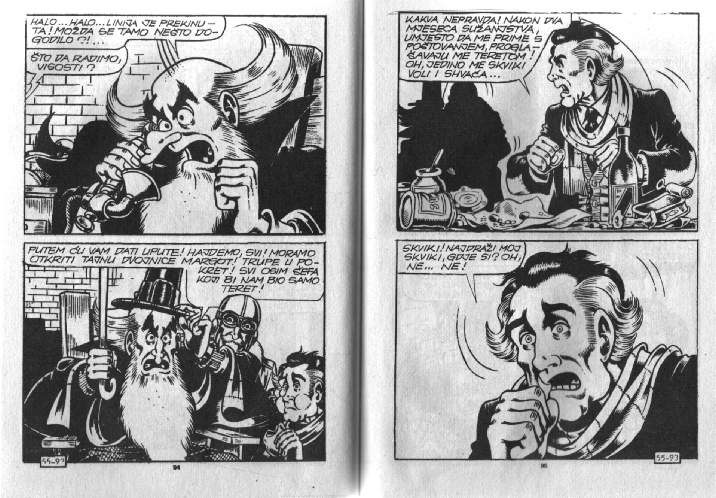 HALO...HALO...LINIJA JE PREKINU-
TA! MOŽDA SE TAMO NEŠTO DO-
GODILO ?!...
ŠTO DA RADIMO,
VISOSTI ?
PUTEM ĆU VAM DATI UPUTE! HAJDEMO, SVI! MORAMO
OTKRITI TAJNU DVOJNICE MARGOT! TRUPE U PO-
KRET! SVI OSIM ŠEFA
KOJI BI NAM BIO SAMO
TERET!
55-93
94
KAKVA NEPRAVDA! NAKON DVA
MJESECA SUŽANJSTVA,
UMJESTO DA ME PRIME S
POŠTOVANJEM, PROGLA-
ŠAVAJU ME TERETOM!
OH, JEDINO ME SKVIKI
VOLI I SHVAĆA...
SKVIKI! NAJDRAŽI MOJ
SKVIKI, GDJE SI? OH,
NE... NE!
55-93